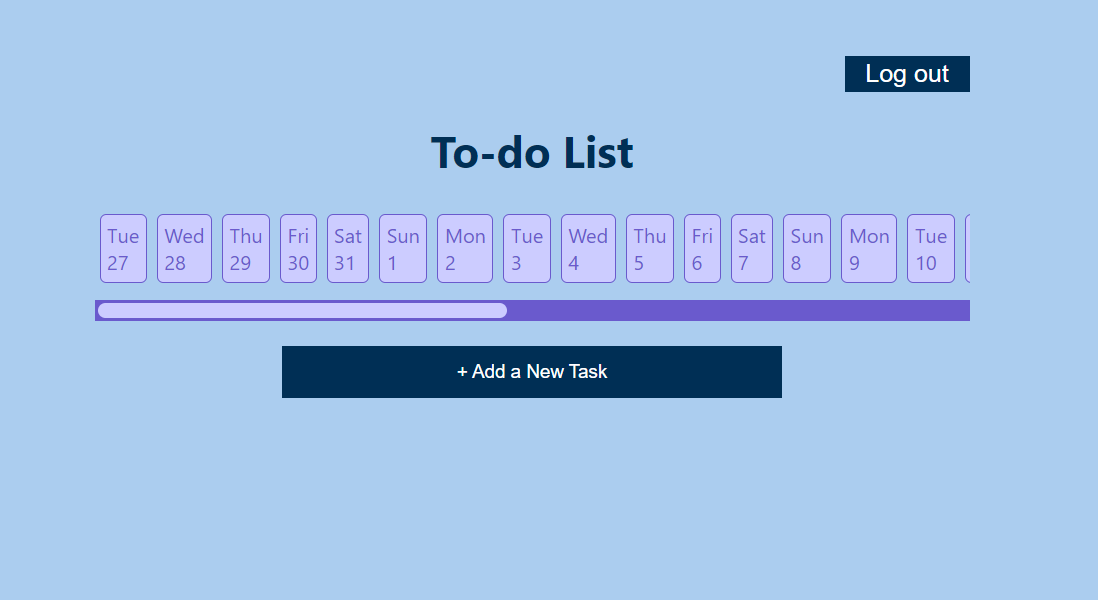 Log out
To-do List
Tue Wed Thu Fri Sat Sun Mon Tue Wed Thu Fri Sat Sun Mon Tue
27 28 29 30 31 1 2 3 4 5 6 7 8 9 10
+ Add a New Task